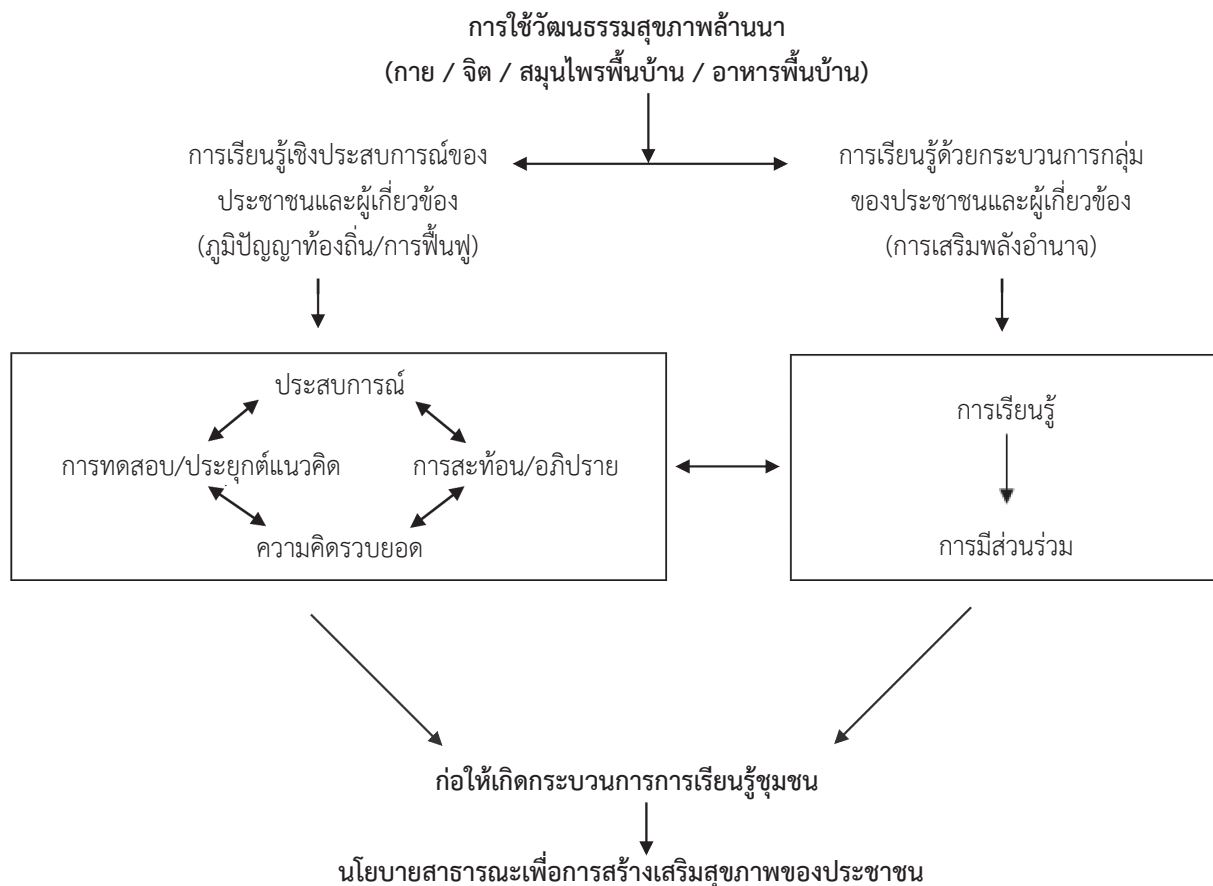 การใช้วัฒนธรรมสุขภาพล้านนา
(กาย / จิต / สมุนไพรพื้นบ้าน / อาหารพื้นบ้าน)
การเรียนรู้เชิงประสบการณ์ของ
ประชาชนและผู้เกี่ยวข้อง
(ภูมิปัญญาท้องถิ่น/การฟื้นฟู)
การเรียนรู้ด้วยกระบวนการกลุ่ม
ของประชาชนและผู้เกี่ยวข้อง
(การเสริมพลังอำนาจ)
ประสบการณ์
การทดสอบ/ประยุกต์แนวคิด
การสะท้อน/อภิปราย
ความคิดรวบยอด
การเรียนรู้
การมีส่วนร่วม
ก่อให้เกิดกระบวนการการเรียนรู้ชุมชน
นโยบายสาธารณะเพื่อการสร้างเสริมสุขภาพของประชาชน